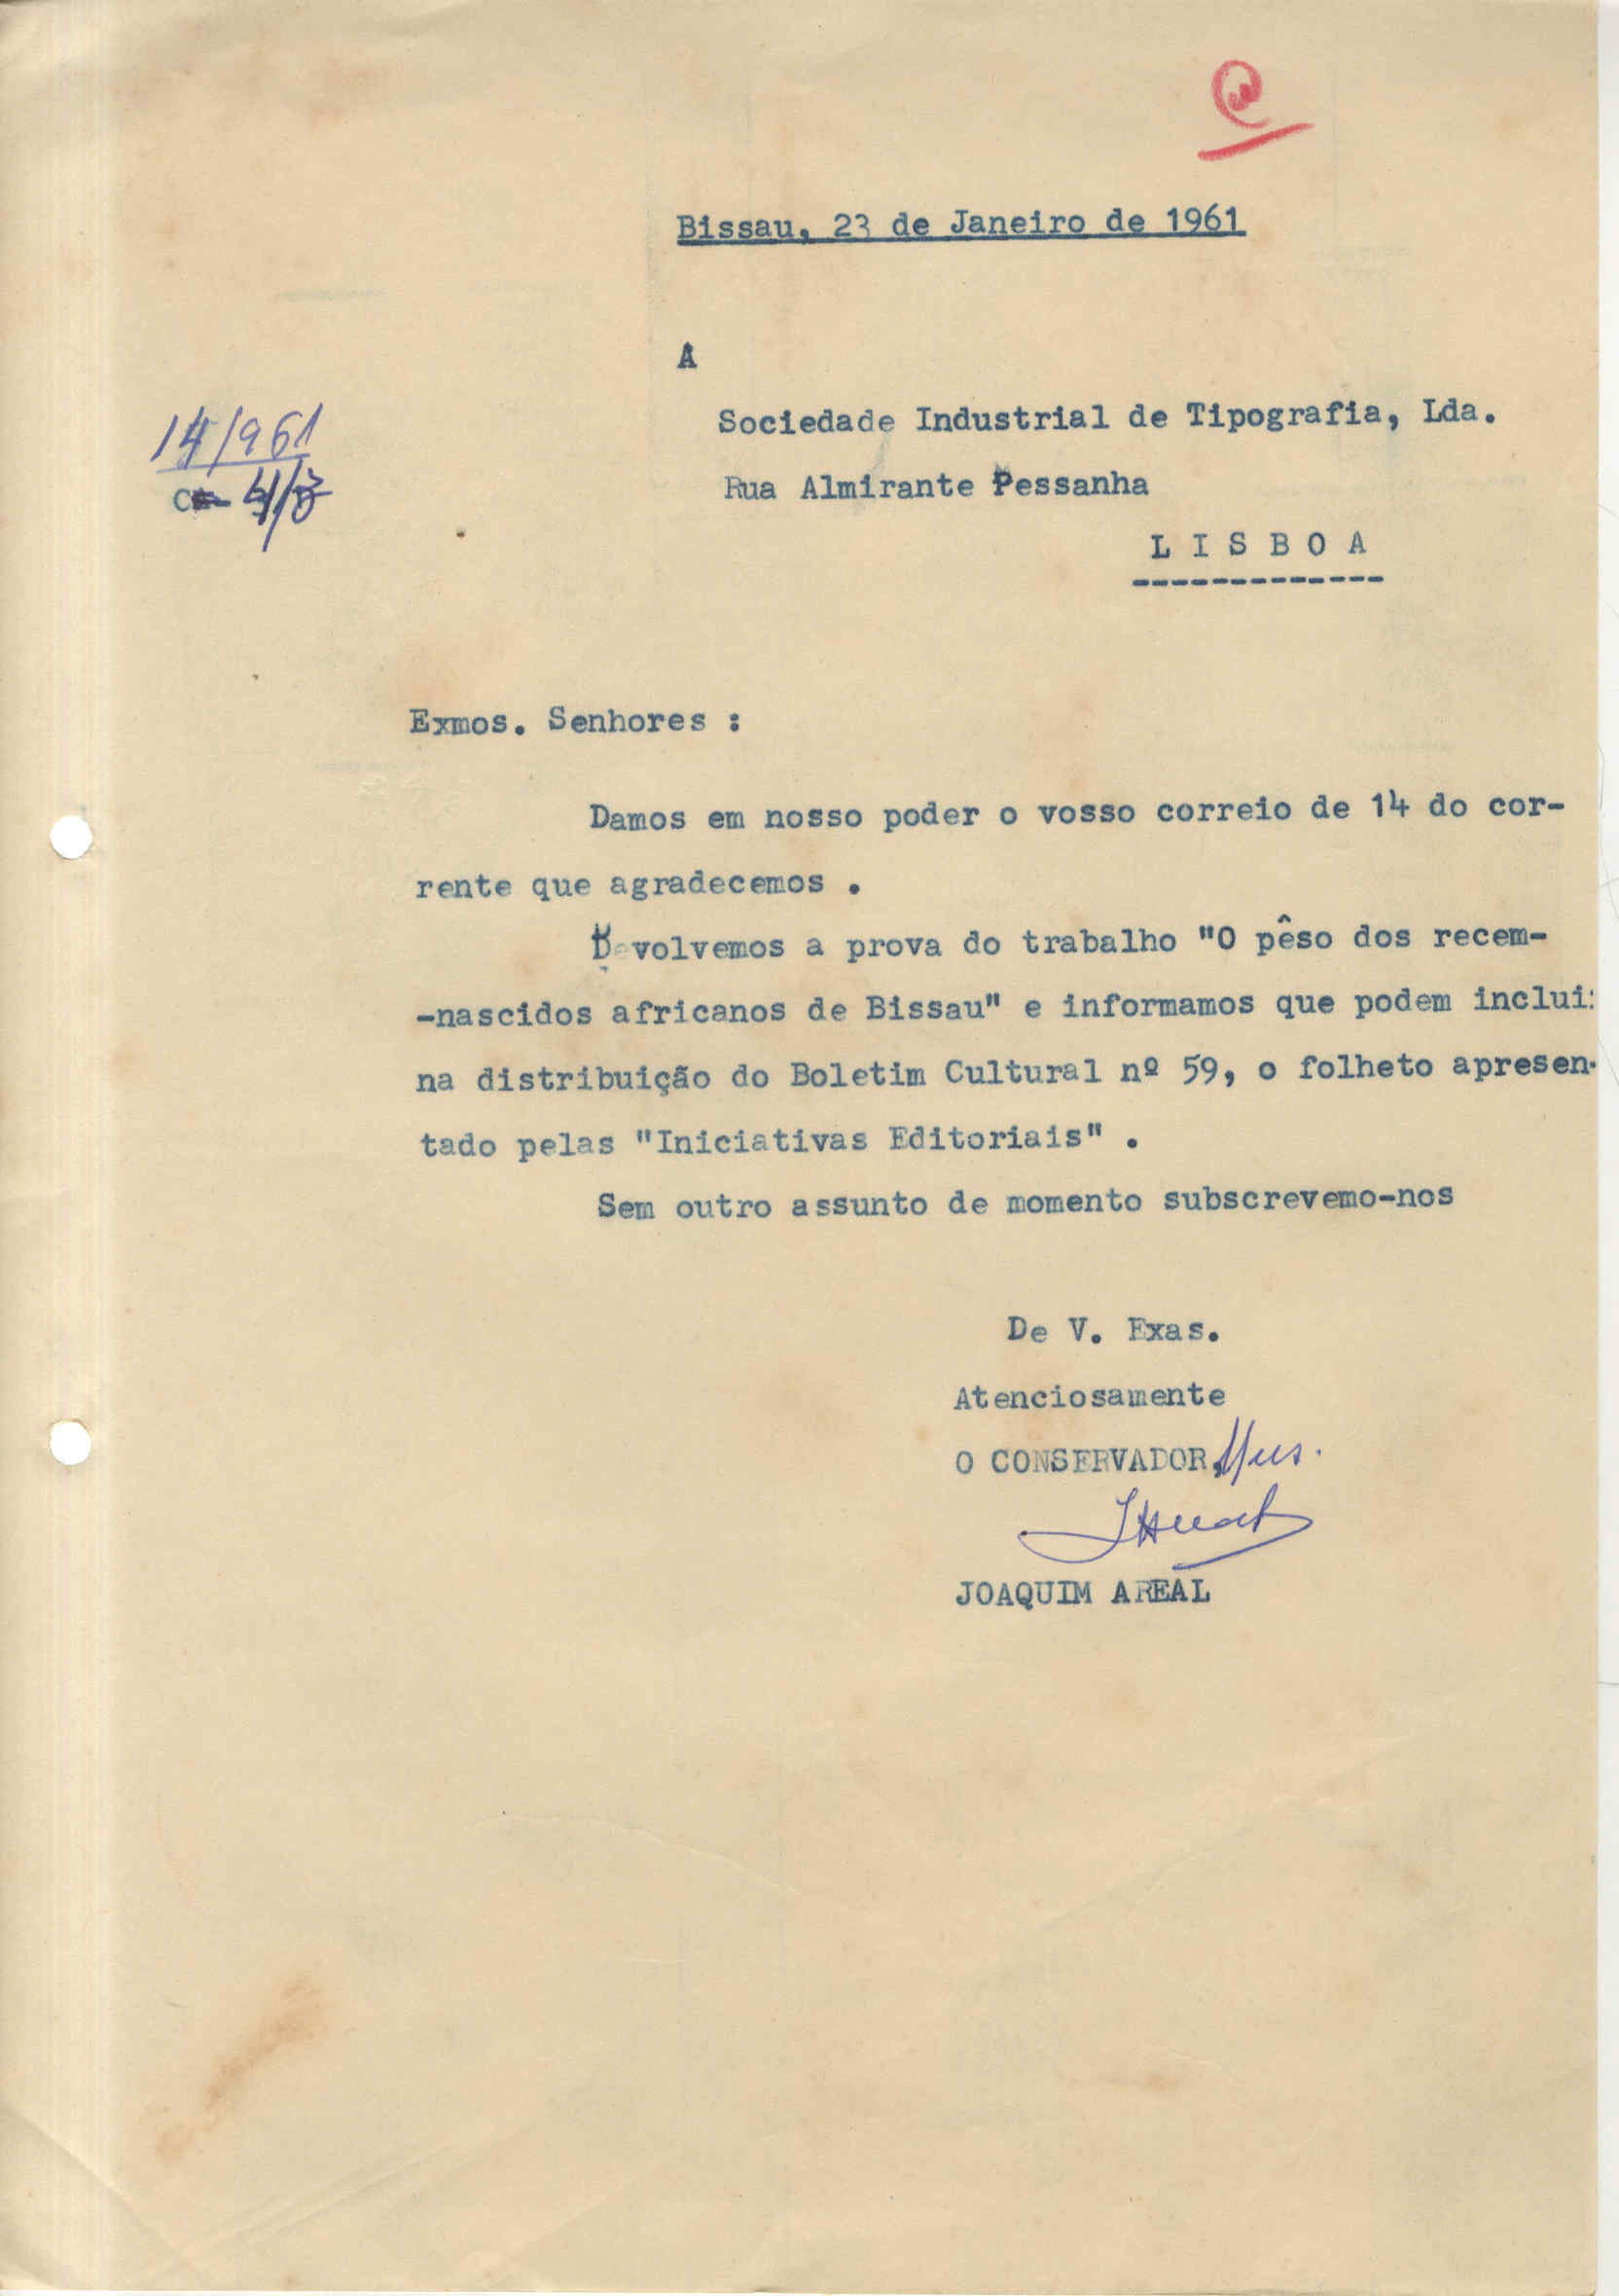 Bissau, 23 de Janeiro de 1961
A
Sociedade Industrial de Tipografia, Lda.
14/961
Rua Almirante Pessanha
LISBOA
Exmos. Senhores :
Damos em nosso poder o vosso correio de 14 do cor-
rente que agradecemos .
Devolvemos a prova do trabalho "O pêso dos recem-
-nascidos africanos de Bissau" e informamos que podem inclui
na distribuição do Boletim Cultural nº 59, o folheto apresen-
tado pelas "Iniciativas Editoriais" .
Sem outro assunto de momento subscrevemo-nos
De V. Exas.
Atenciosamente
O CONSERVADOR,
JOAQUIM AREAL